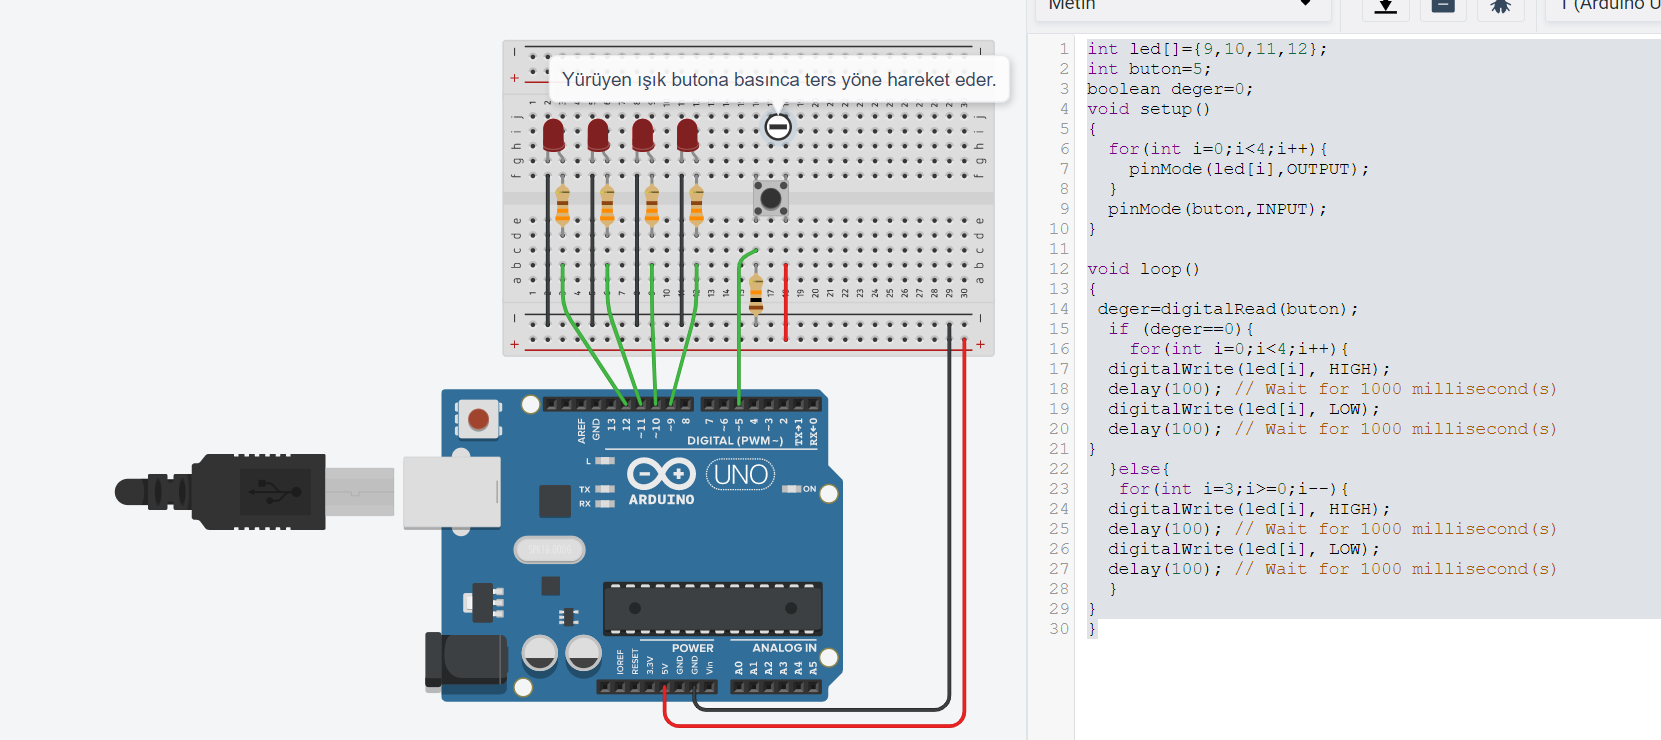 Metin
1 (Arduino U
Yürüyen ışık butona basınca ters yöne hareket eder.
1 int led[]={9,10,11,12};
2 int buton=5;
3 boolean deger=0;
4 void setup()
5 {
6 for(int i=0;i<4;i++){
7 pinMode(led[i],OUTPUT);
8 }
9 pinMode(buton,INPUT);
10 }
11
12 void loop()
13 {
14 deger=digitalRead(buton);
15 if (deger==0){
16 for(int i=0;i<4;i++){
17 digitalWrite(led[i], HIGH);
18 delay(100); // Wait for 1000 millisecond(s)
19 digitalWrite(led[i], LOW);
20 delay(100); // Wait for 1000 millisecond(s)
21 }
22 }else{
23 for(int i=3;i>=0;i--){
24 digitalWrite(led[i], HIGH);
25 delay(100); // Wait for 1000 millisecond(s)
26 digitalWrite(led[i], LOW);
27 delay(100); // Wait for 1000 millisecond(s)
28 }
29 }
30 }
j
i
h
g
f
e
d
c
b
a
AREF GND 13 12 ~11 ~10 ~9 8 7 ~6 ~5 4 ~3 2 TX→1 RX←0
DIGITAL (PWM~)
L
TX
RX
ARDUINO
UNO
ON
POWER
ANALOG IN
IOREF RESET 3.3V 5V GND GND Vin A0 A1 A2 A3 A4 A5